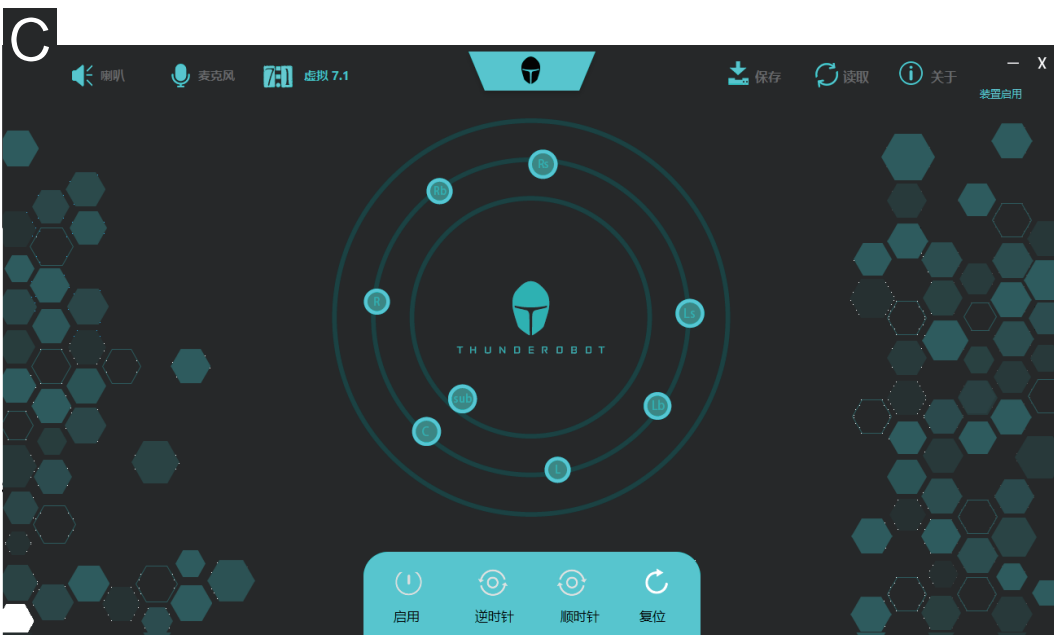 C
喇叭 麦克风 7:1 虚拟 7.1 保存 读取 关于 X
装置启用
Rs
Rb
R
Ls
THUNDEROBOT
sub
Lb
C
L
启用 逆时针 顺时针 复位